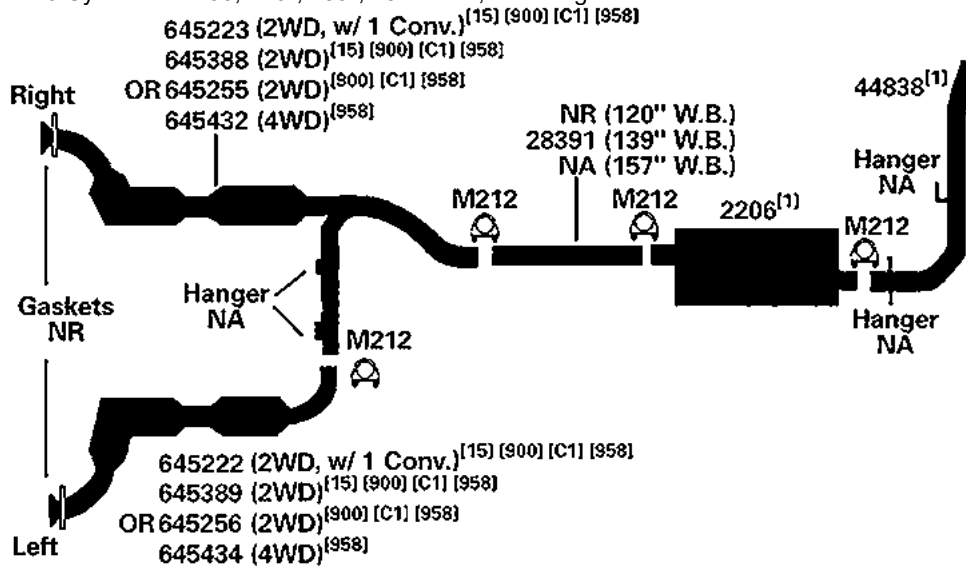 645223 (2WD, w/ 1 Conv.)[15] [900] [C1] [958]
645388 (2WD)[15] [900] [C1] [958]
OR 645255 (2WD)[900] [C1] [958]
645432 (4WD)[958]
Right
44838[1]
NR (120" W.B.)
28391 (139" W.B.)
NA (157" W.B.)
Hanger
NA
M212
M212
2206[1]
M212
Hanger
NA
Gaskets
NR
Hanger
NA
M212
645222 (2WD, w/ 1 Conv.)[15] [900] [C1] [958]
645389 (2WD)[15] [900] [C1] [958]
OR 645256 (2WD)[900] [C1] [958]
645434 (4WD)[958]
Left